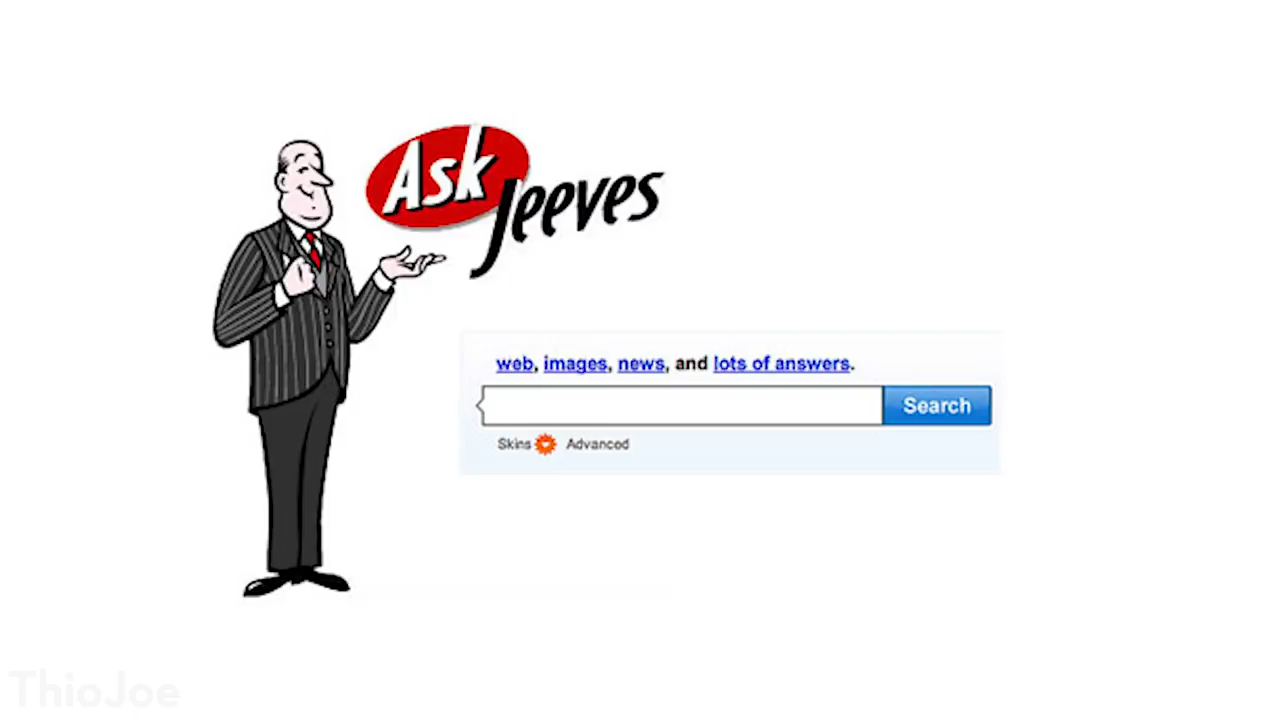 Ask
Jeeves
web, images, news, and lots of answers.
Search
Skins Advanced
ThioJoe